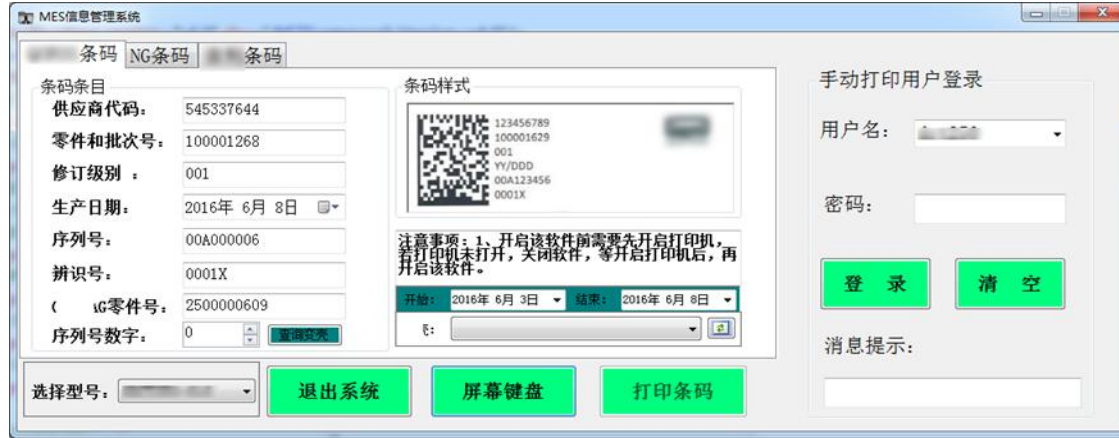 MES信息管理系统
条码 NG条码 条码
条码条目
供应商代码: 545337644
零件和批次号: 100001268
修订级别 : 001
生产日期: 2016年 6月 8日
序列号: 00A000006
辨识号: 0001X
( G零件号: 2500000609
序列号数字: 0 查询变壳
条码样式
123456789
100001629
001
YY/DDD
00A123456
0001X
注意事项:1、开启该软件前需要先开启打印机,
若打印机未打开,关闭软件,等开启打印机后,再
开启该软件。
开始: 2016年 6月 3日 结束: 2016年 6月 8日
选择型号:
退出系统
屏幕键盘
打印条码
手动打印用户登录
用户名:
密码:
登 录 清 空
消息提示: